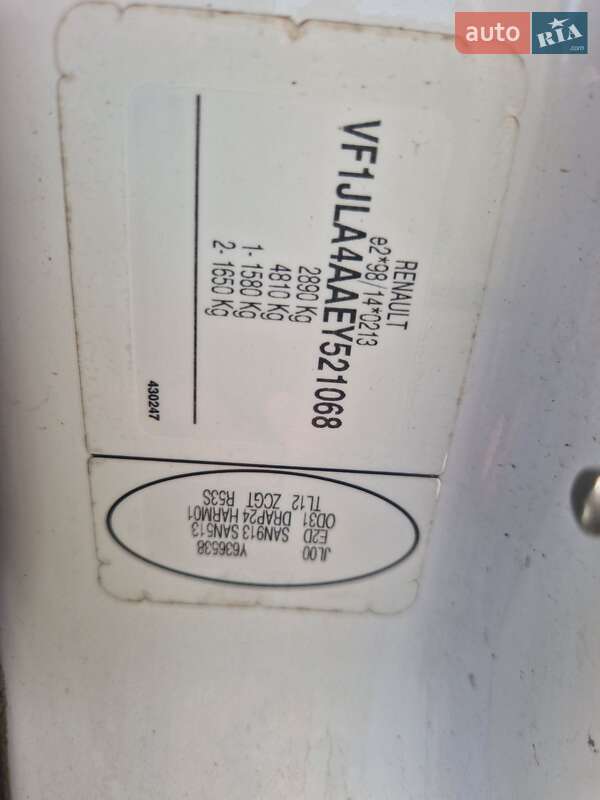 auto RIA.com
RENAULT
e2*98/14*0213
VF1JLA4AAEY521068
2890 Kg
4810 Kg
1- 1580 Kg
2- 1650 Kg
430247
JL00
E2D SAN913 SAN513
OD31 DRAP24 HARM01
TL12 ZCGT R53S
Y636538